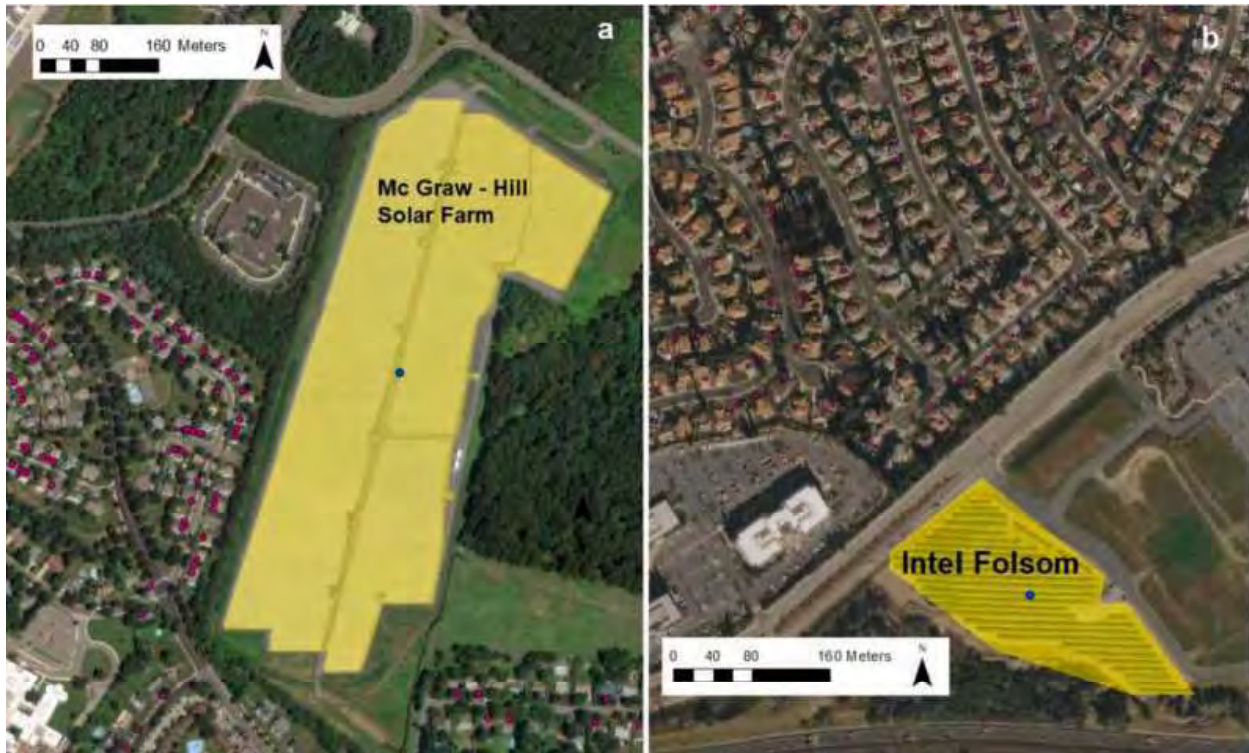 a
0 40 80 160 Meters
N
Mc Graw - Hill
Solar Farm
b
Intel Folsom
0 40 80 160 Meters
N